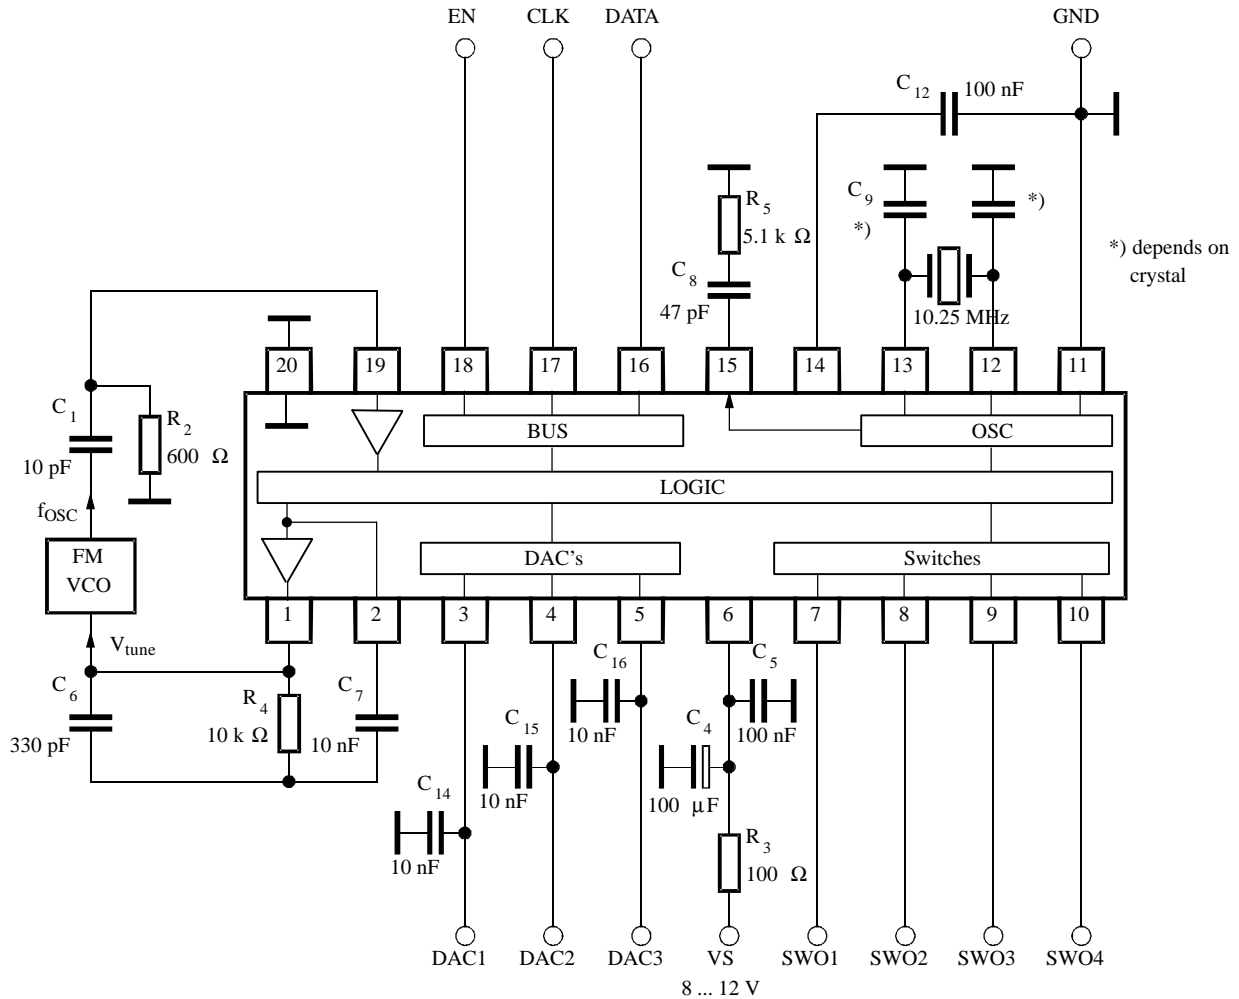 EN CLK DATA GND
C12 100 nF
C9 *) *)
R5 5.1 k Ω
*) depends on
crystal
C8 47 pF
10.25 MHz
20 19 18 17 16 15 14 13 12 11
C1 10 pF
R2 600 Ω
BUS OSC
LOGIC
fOSC
FM
VCO
DAC's Switches
1 2 3 4 5 6 7 8 9 10
Vtune
C6 330 pF
R4 10 k Ω
C7 10 nF
C16 10 nF
C5 100 nF
C15 10 nF
C4 100 µF
C14 10 nF
R3 100 Ω
DAC1 DAC2 DAC3 VS SWO1 SWO2 SWO3 SWO4
8 ... 12 V